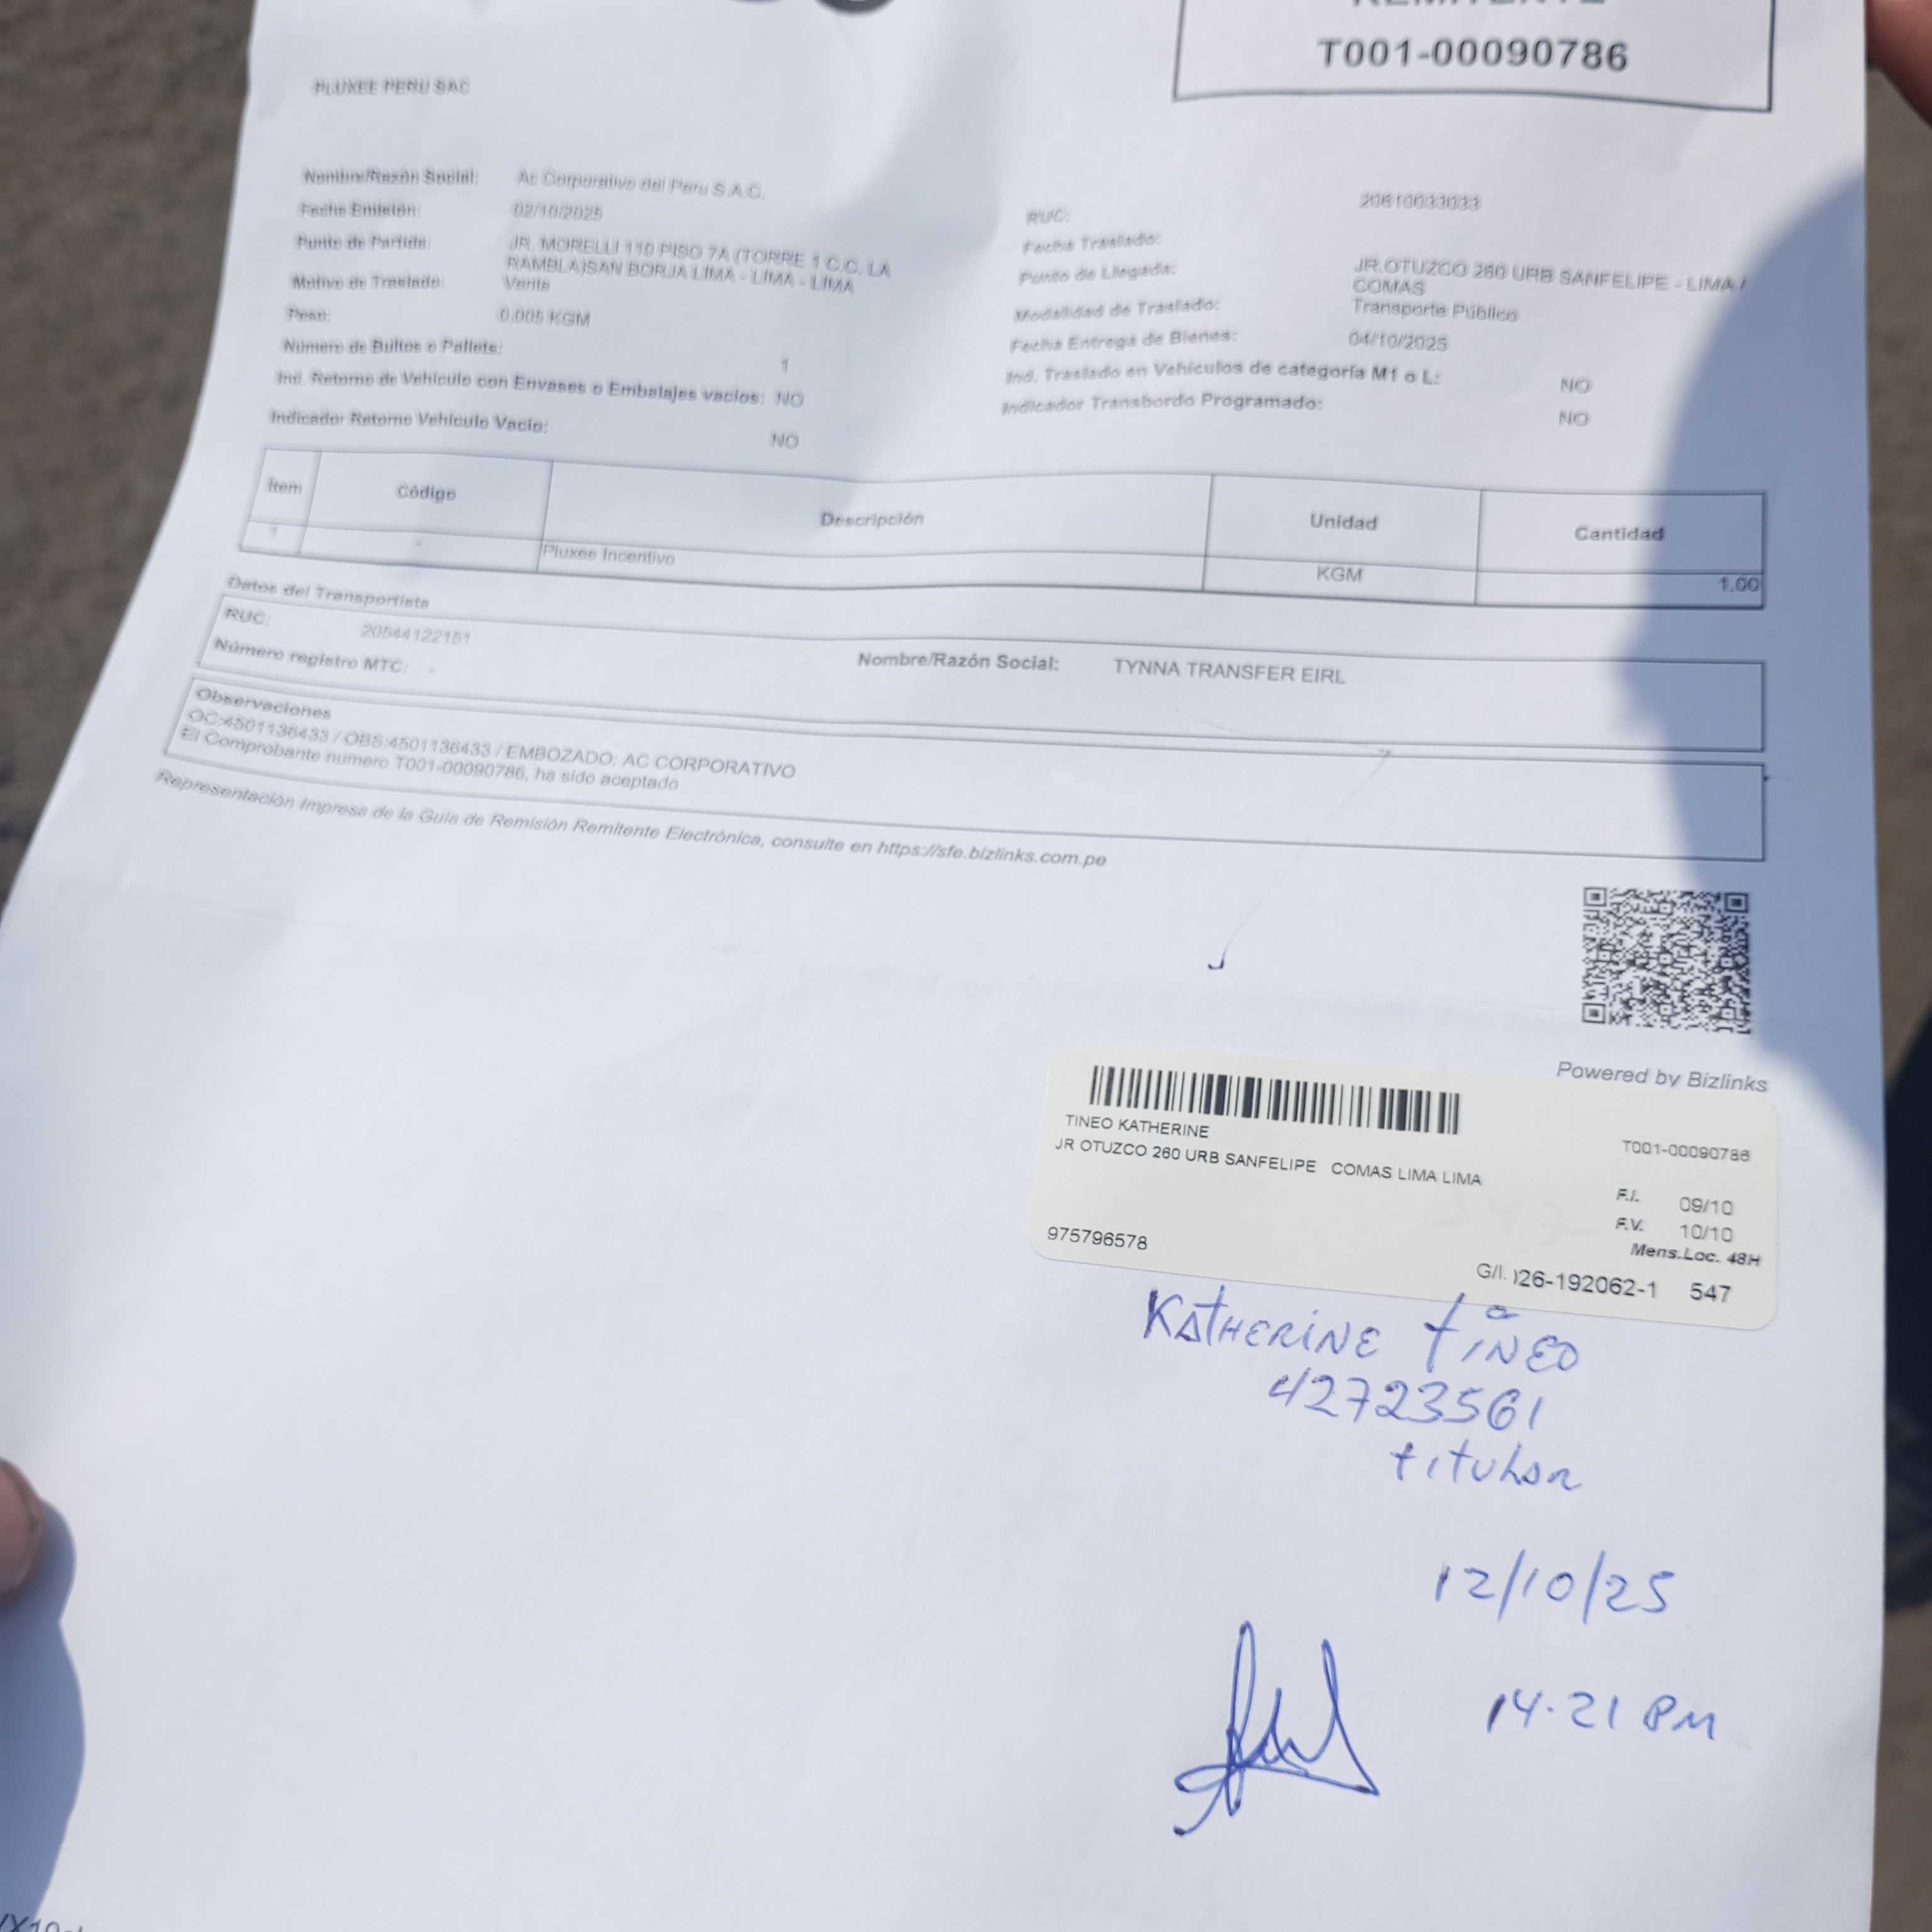 T001-00090786
PLUXEE PERU SAC
Nombre/Razón Social: Ac Corporativo del Peru S.A.C.
Fecha Emisión: 02/10/2025
Punto de Partida: JR. MORELLI 110 PISO 7A (TORRE 1 C.C. LA
RAMBLA)SAN BORJA LIMA - LIMA - LIMA
Motivo de Traslado: Venta
Peso: 0.005 KGM
Número de Bultos o Pallets: 1
Ind. Retorno de Vehículo con Envases o Embalajes vacíos: NO
Indicador Retorno Vehículo Vacío: NO
RUC: 20610033033
Fecha Traslado:
Punto de Llegada: JR.OTUZCO 260 URB SANFELIPE - LIMA /
COMAS
Modalidad de Traslado: Transporte Público
Fecha Entrega de Bienes: 04/10/2025
Ind. Traslado en Vehículos de categoría M1 o L: NO
Indicador Transbordo Programado: NO
Ítem Código Descripción Unidad Cantidad
1 - Pluxee Incentivo KGM 1.00
Datos del Transportista
RUC: 20544122151 Nombre/Razón Social: TYNNA TRANSFER EIRL
Número registro MTC: -
Observaciones
OC:4501136433 / OBS:4501136433 / EMBOZADO: AC CORPORATIVO
El Comprobante numero T001-00090786, ha sido aceptado
Representación Impresa de la Guía de Remisión Remitente Electrónica, consulte en https://sfe.bizlinks.com.pe
Powered by Bizlinks
TINEO KATHERINE T001-00090786
JR OTUZCO 260 URB SANFELIPE COMAS LIMA LIMA
F.I. 09/10
F.V. 10/10
Mens.Loc. 48H
975796578
G/I. )26-192062-1 547
KATHERINE TINEO
42723561
titular
12/10/25
14.21 PM